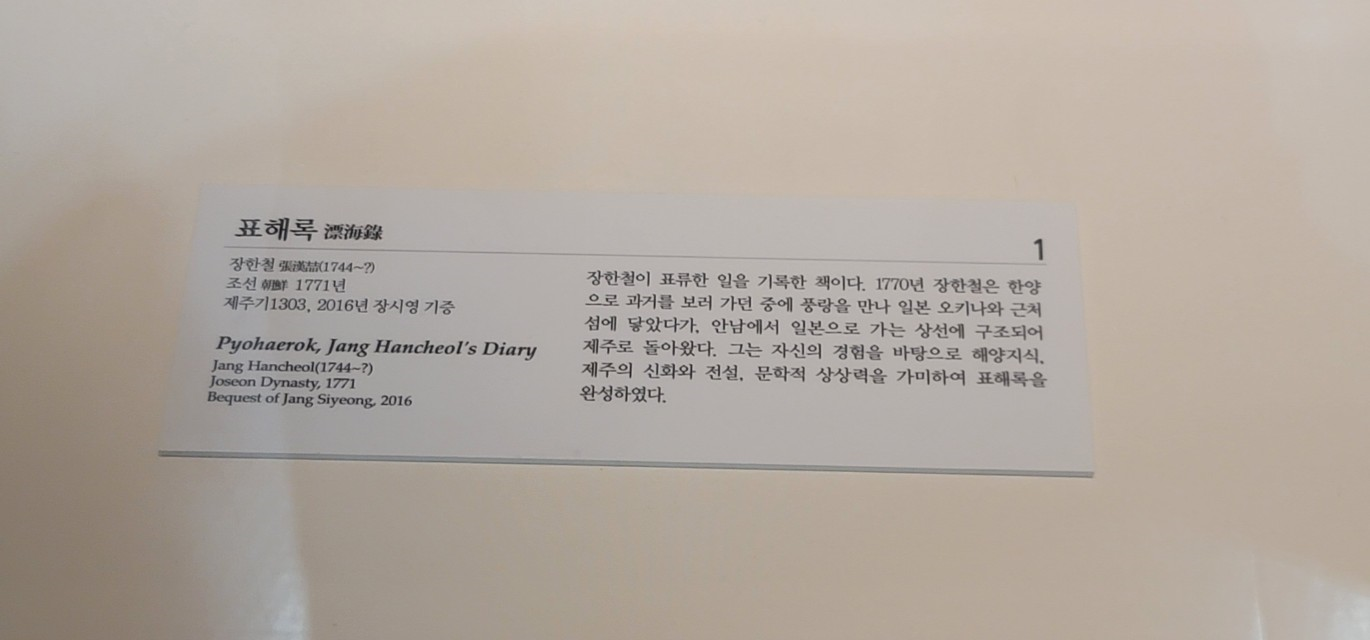 표해록 漂海錄
1
장한철 張漢喆(1744~?)
조선 朝鮮 1771년
제주기1303, 2016년 장시영 기증
Pyohaerok, Jang Hancheol's Diary
Jang Hancheol(1744~?)
Joseon Dynasty, 1771
Bequest of Jang Siyeong, 2016
장한철이 표류한 일을 기록한 책이다. 1770년 장한철은 한양
으로 과거를 보러 가던 중에 풍랑을 만나 일본 오키나와 근처
섬에 닿았다가, 안남에서 일본으로 가는 상선에 구조되어
제주로 돌아왔다. 그는 자신의 경험을 바탕으로 해양지식,
제주의 신화와 전설, 문학적 상상력을 가미하여 표해록을
완성하였다.